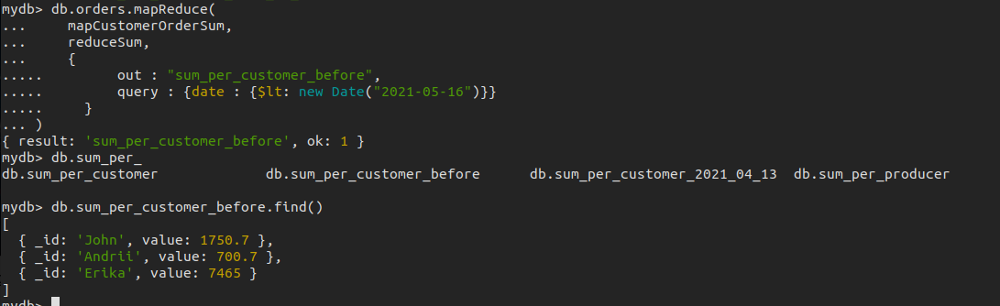 mydb> db.orders.mapReduce(
...     mapCustomerOrderSum,
...     reduceSum,
...     {
.....         out : "sum_per_customer_before",
.....         query : {date : {$lt: new Date("2021-05-16")}}
.....     }
... )
{ result: 'sum_per_customer_before', ok: 1 }
mydb> db.sum_per_
db.sum_per_customer             db.sum_per_customer_before      db.sum_per_customer_2021_04_13  db.sum_per_producer
mydb> db.sum_per_customer_before.find()
[
  { _id: 'John', value: 1750.7 },
  { _id: 'Andrii', value: 700.7 },
  { _id: 'Erika', value: 7465 }
]
mydb>